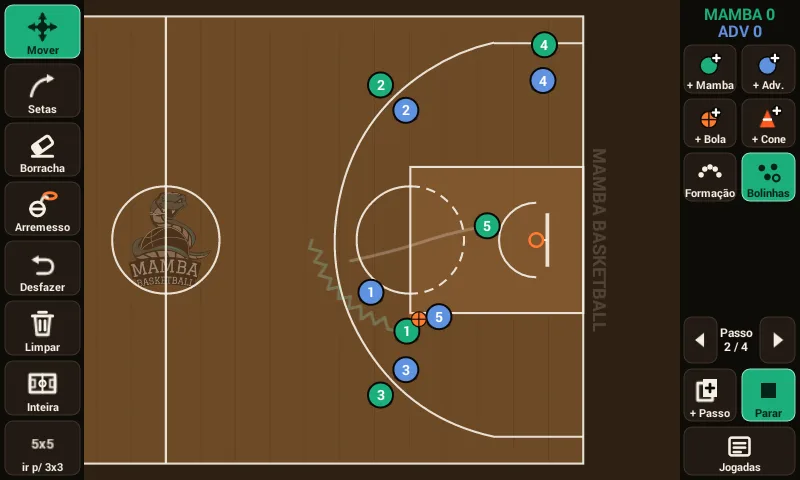 Mover
Setas
Borracha
Arremesso
Desfazer
Limpar
Inteira
5x5
ir p/ 3x3
4
4
2
2
5
1
5
1
3
3
MAMBA
BASKETBALL
MAMBA BASKETBALL
MAMBA 0
ADV 0
+ Mamba
+ Adv.
+ Bola
+ Cone
Formação
Bolinhas
Passo
2 / 4
+ Passo
Parar
Jogadas